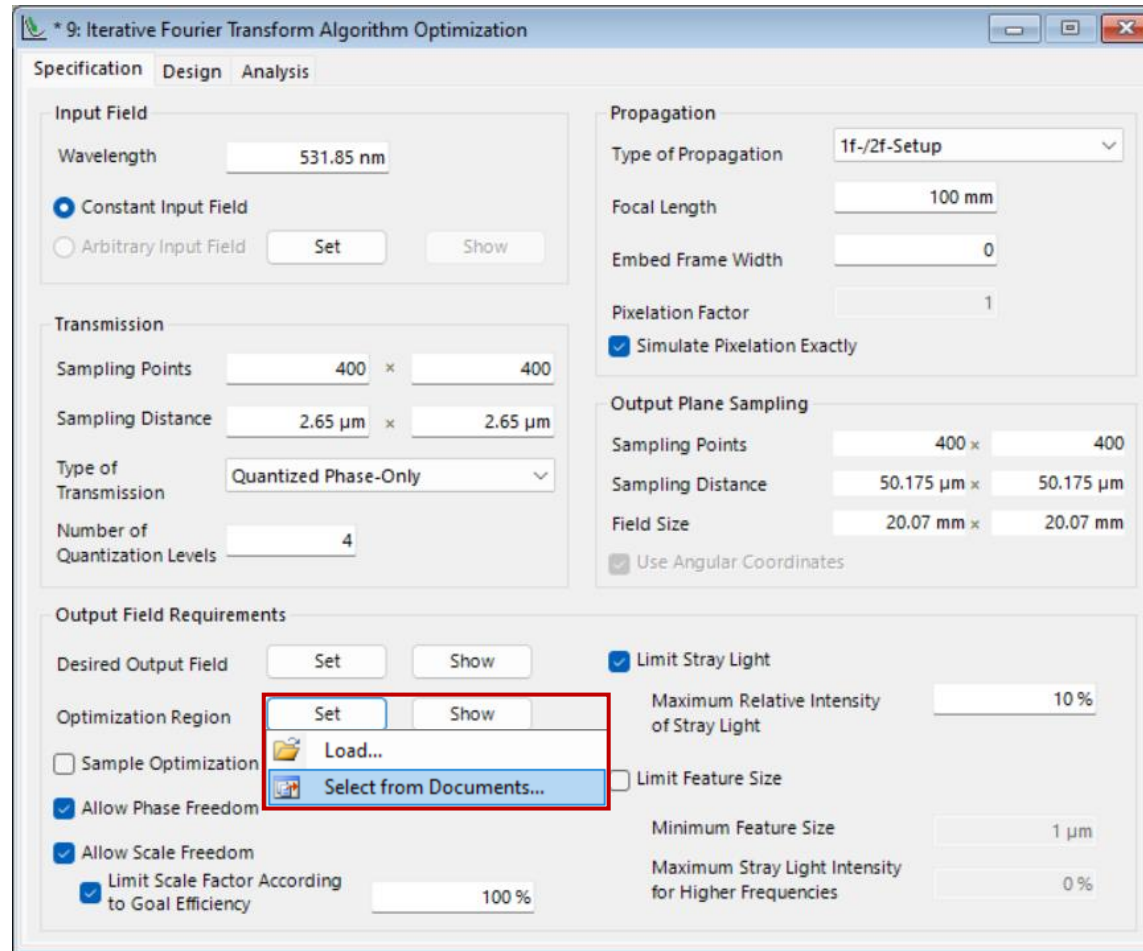 * 9: Iterative Fourier Transform Algorithm Optimization
Specification Design Analysis
Input Field
Wavelength 531.85 nm
Constant Input Field
Arbitrary Input Field Set Show
Transmission
Sampling Points 400 × 400
Sampling Distance 2.65 µm × 2.65 µm
Type of
Transmission
Quantized Phase-Only
Number of
Quantization Levels
4
Propagation
Type of Propagation 1f-/2f-Setup
Focal Length 100 mm
Embed Frame Width 0
Pixelation Factor 1
Simulate Pixelation Exactly
Output Plane Sampling
Sampling Points 400 × 400
Sampling Distance 50.175 µm × 50.175 µm
Field Size 20.07 mm × 20.07 mm
Use Angular Coordinates
Output Field Requirements
Desired Output Field Set Show
Optimization Region Set Show
Load...
Select from Documents...
Sample Optimization
Allow Phase Freedom
Allow Scale Freedom
Limit Scale Factor According
to Goal Efficiency
100 %
Limit Stray Light
Maximum Relative Intensity
of Stray Light
10 %
Limit Feature Size
Minimum Feature Size 1 µm
Maximum Stray Light Intensity
for Higher Frequencies
0 %